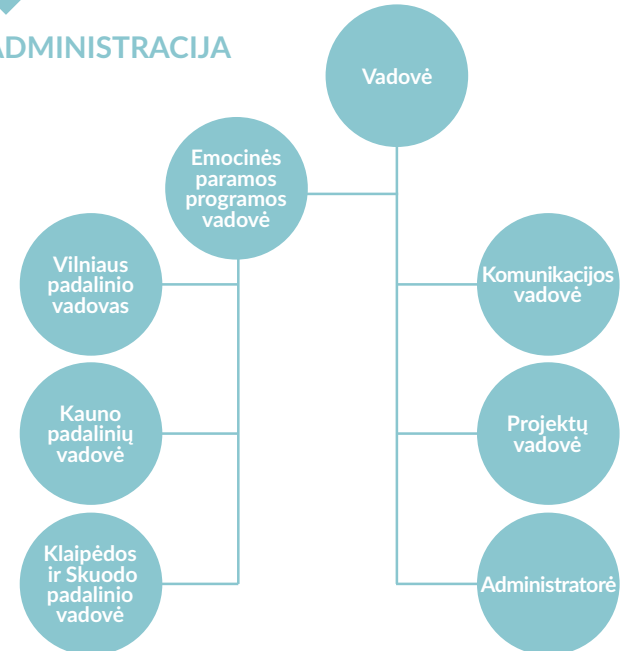 ADMINISTRACIJA
Vadovė
Emocinės
paramos
programos
vadovė
Vilniaus
padalinio
vadovas
Komunikacijos
vadovė
Kauno
padalinių
vadovė
Projektų
vadovė
Klaipėdos
ir Skuodo
padalinio
vadovė
Administratorė